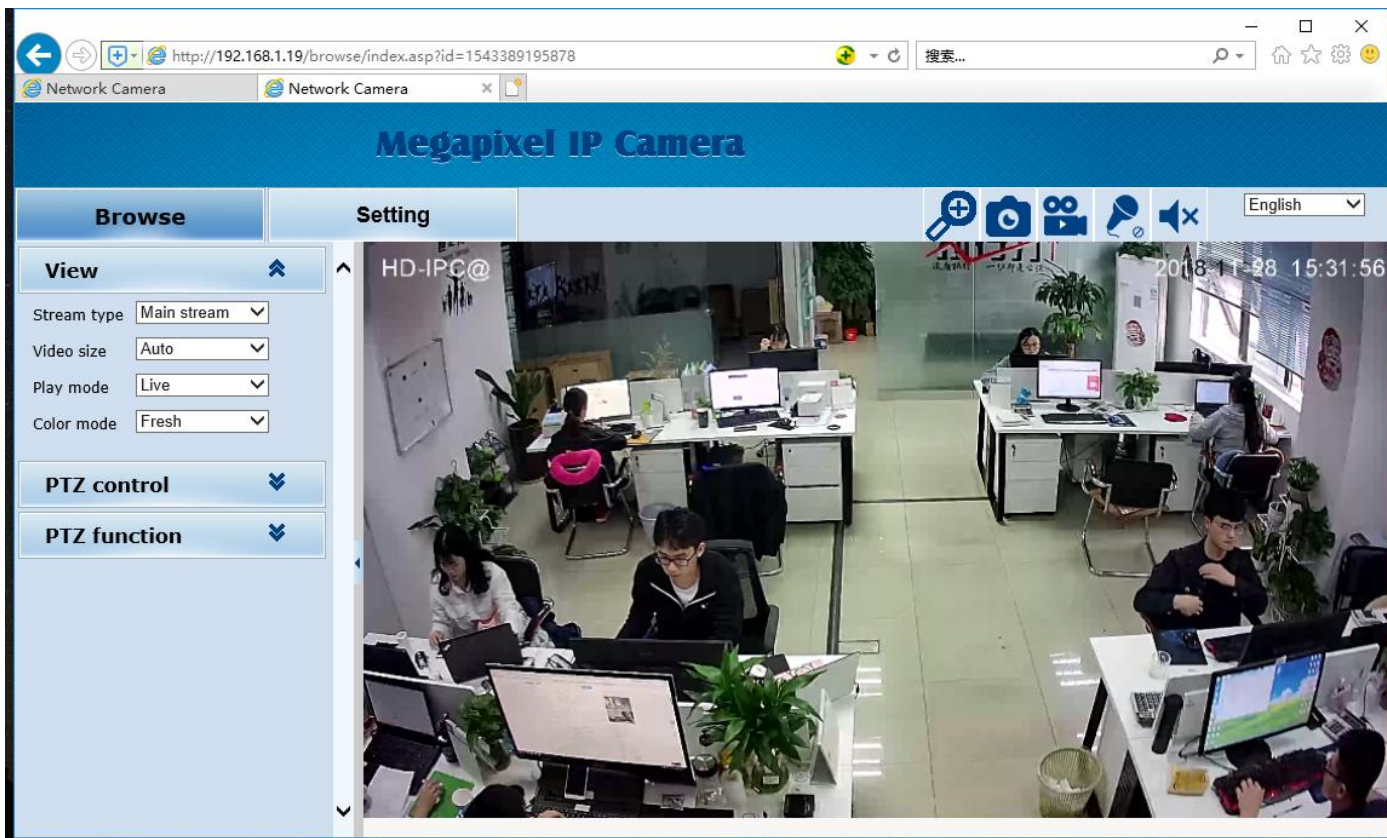 http://192.168.1.19/browse/index.asp?id=1543389195878
搜索...
Network Camera
Network Camera
Megapixel IP Camera
Browse
Setting
English
View
Stream type Main stream
Video size Auto
Play mode Live
Color mode Fresh
PTZ control
PTZ function
HD-IPC@
2018-11-28 15:31:56